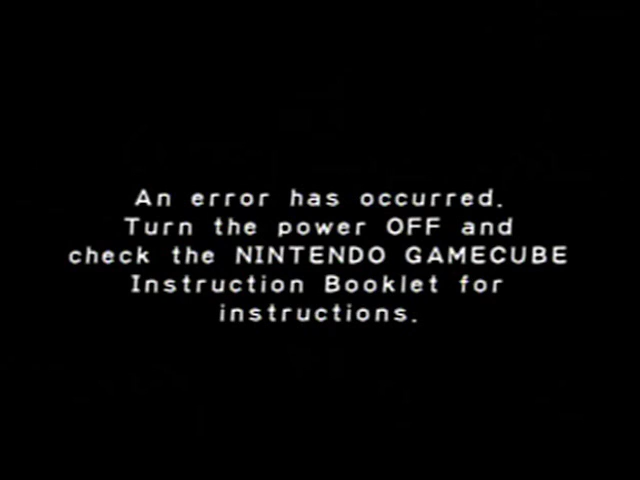 An error has occurred.
Turn the power OFF and
check the NINTENDO GAMECUBE
Instruction Booklet for
instructions.